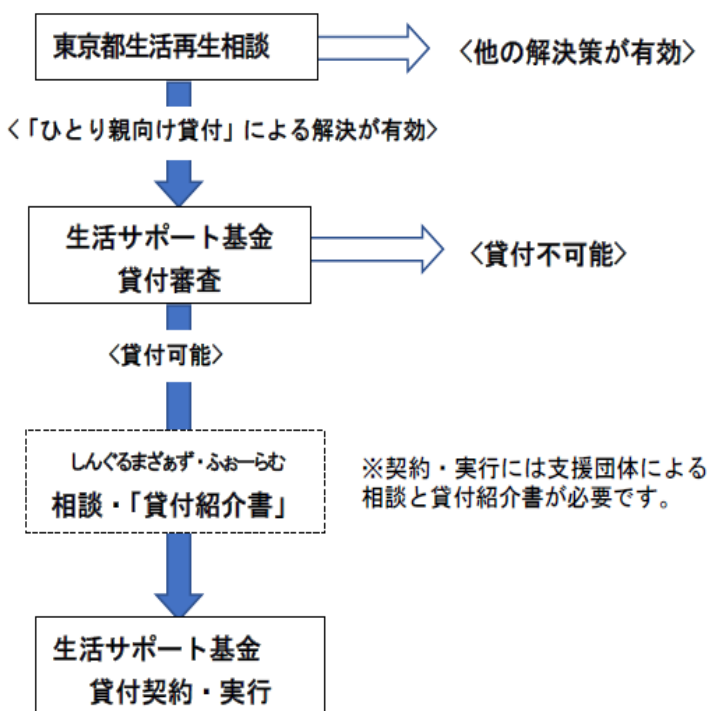 東京都生活再生相談
〈他の解決策が有効〉
〈「ひとり親向け貸付」による解決が有効〉
生活サポート基金
貸付審査
〈貸付不可能〉
〈貸付可能〉
しんぐるまざぁず・ふぉーらむ
相談・「貸付紹介書」
※契約・実行には支援団体による
相談と貸付紹介書が必要です。
生活サポート基金
貸付契約・実行